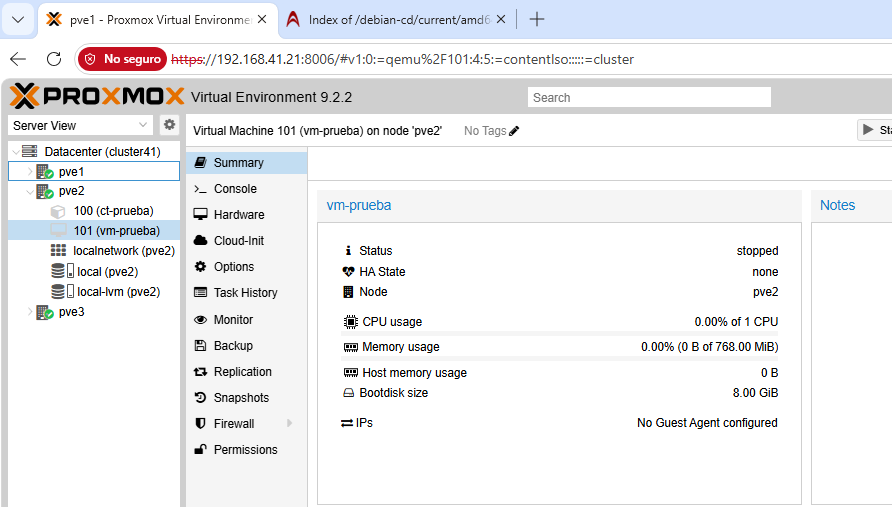 pve1 - Proxmox Virtual Environme
Index of /debian-cd/current/amd6
No seguro
https://192.168.41.21:8006/#v1:0:=qemu%2F101:4:5:=contentIso:::::=cluster
PROXMOX Virtual Environment 9.2.2
Search
Server View
Virtual Machine 101 (vm-prueba) on node 'pve2'
No Tags
Sta
Datacenter (cluster41)
pve1
pve2
100 (ct-prueba)
101 (vm-prueba)
localnetwork (pve2)
local (pve2)
local-lvm (pve2)
pve3
Summary
Console
Hardware
Cloud-Init
Options
Task History
Monitor
Backup
Replication
Snapshots
Firewall
Permissions
vm-prueba
Status stopped
HA State none
Node pve2
CPU usage 0.00% of 1 CPU
Memory usage 0.00% (0 B of 768.00 MiB)
Host memory usage 0 B
Bootdisk size 8.00 GiB
IPs No Guest Agent configured
Notes